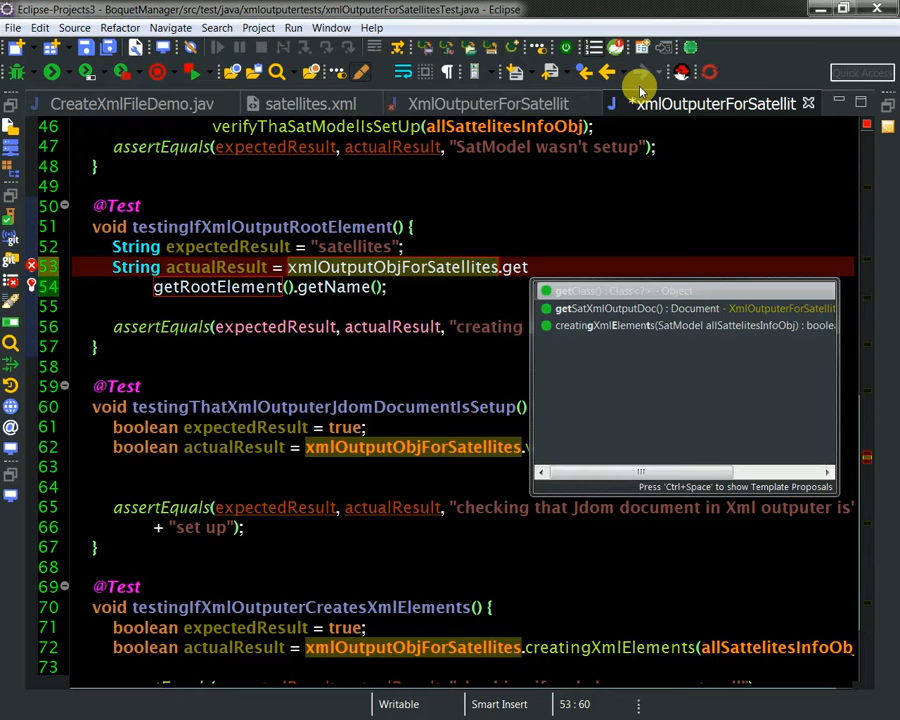 BoquetManager/src/test/java/xmloutputertests/xmlOutputerForSatellitesTest.java - Eclipse-Projects3 - Eclipse
File Edit Source Refactor Navigate Search Project Run Window Help
Quick Access
CreateXmlFileDemo.jav satellites.xml XmlOutputerForSatellit *xmlOutputerForSatellit
46 verifyThaSatModelIsSetUp(allSattelitesInfoObj);
47 assertEquals(expectedResult, actualResult, "SatModel wasn't setup");
48 }
49
50 @Test
51 void testingIfXmlOutputRootElement() {
52 String expectedResult = "satellites";
53 String actualResult = xmlOutputObjForSatellites.get
54 getRootElement().getName();
55
56 assertEquals(expectedResult, actualResult, "creating
57 }
58
59 @Test
60 void testingThatXmlOutputerJdomDocumentIsSetup()
61 boolean expectedResult = true;
62 boolean actualResult = xmlOutputObjForSatellites.
63
64
65 assertEquals(expectedResult, actualResult, "checking that Jdom document in Xml outputer is"
66 + "set up");
67 }
68
69 @Test
70 void testingIfXmlOutputerCreatesXmlElements() {
71 boolean expectedResult = true;
72 boolean actualResult = xmlOutputObjForSatellites.creatingXmlElements(allSattelitesInfoObj
73
getClass() : Class<?> - Object
getSatXmlOutputDoc() : Document - XmlOutputerForSatellit
creatingXmlElements(SatModel allSattelitesInfoObj) : boole
Press 'Ctrl+Space' to show Template Proposals
Writable Smart Insert 53 : 60